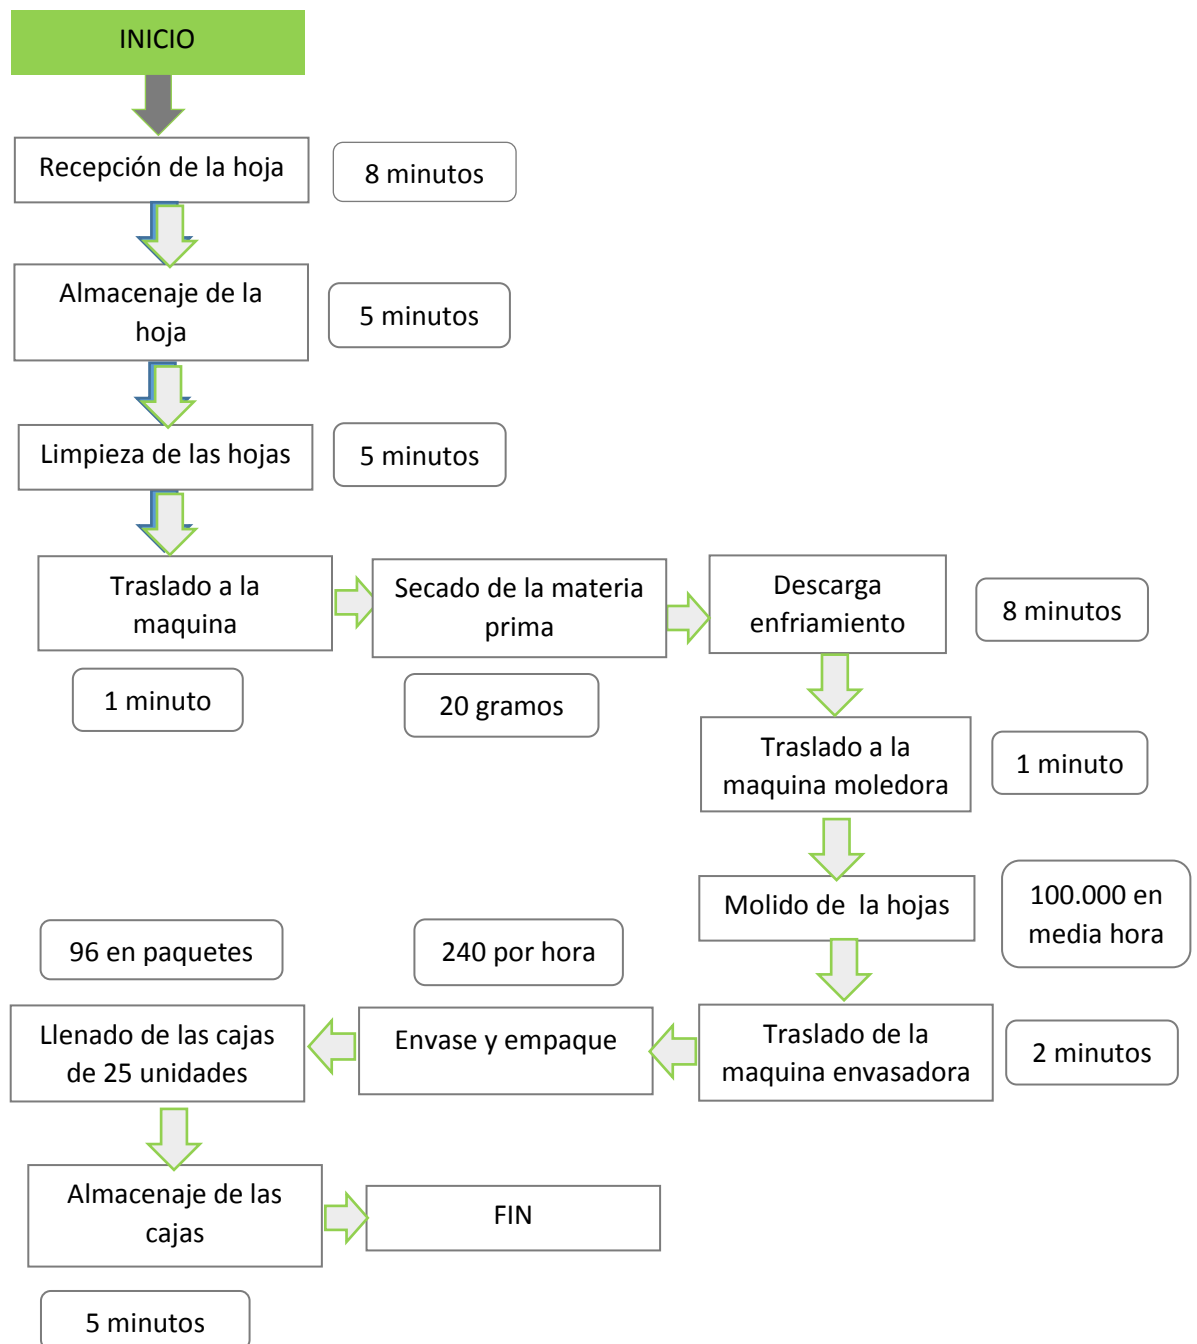 INICIO
Recepción de la hoja
8 minutos
Almacenaje de la
hoja
5 minutos
Limpieza de las hojas
5 minutos
Traslado a la
maquina
1 minuto
Secado de la materia
prima
20 gramos
Descarga
enfriamiento
8 minutos
Traslado a la
maquina moledora
1 minuto
Molido de  la hojas
100.000 en
media hora
Traslado de la
maquina envasadora
2 minutos
240 por hora
Envase y empaque
96 en paquetes
Llenado de las cajas
de 25 unidades
Almacenaje de las
cajas
5 minutos
FIN